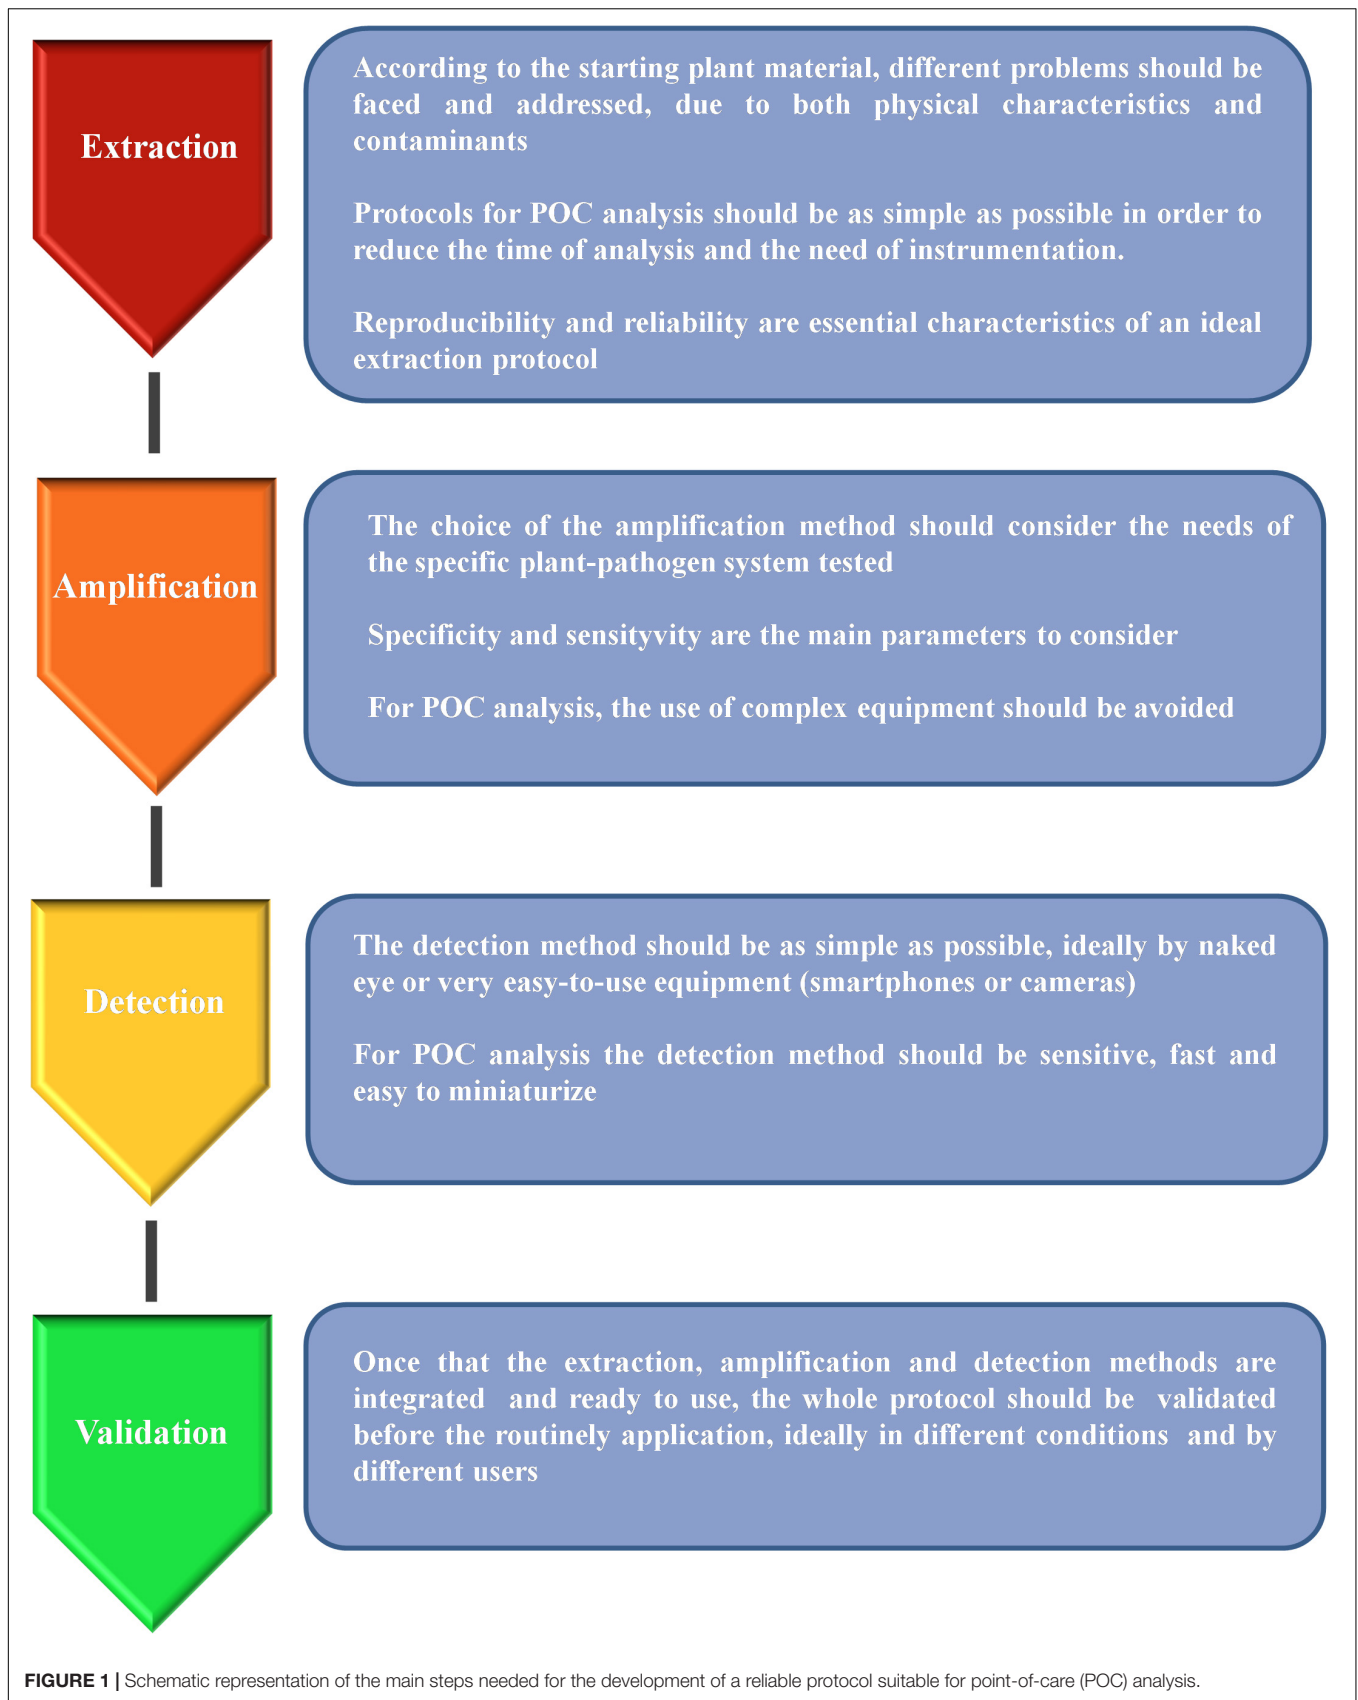 Extraction
According to the starting plant material, different problems should be
faced and addressed, due to both physical characteristics and
contaminants
Protocols for POC analysis should be as simple as possible in order to
reduce the time of analysis and the need of instrumentation.
Reproducibility and reliability are essential characteristics of an ideal
extraction protocol
Amplification
The choice of the amplification method should consider the needs of
the specific plant-pathogen system tested
Specificity and sensityvity are the main parameters to consider
For POC analysis, the use of complex equipment should be avoided
Detection
The detection method should be as simple as possible, ideally by naked
eye or very easy-to-use equipment (smartphones or cameras)
For POC analysis the detection method should be sensitive, fast and
easy to miniaturize
Validation
Once that the extraction, amplification and detection methods are
integrated and ready to use, the whole protocol should be validated
before the routinely application, ideally in different conditions and by
different users
FIGURE 1 | Schematic representation of the main steps needed for the development of a reliable protocol suitable for point-of-care (POC) analysis.